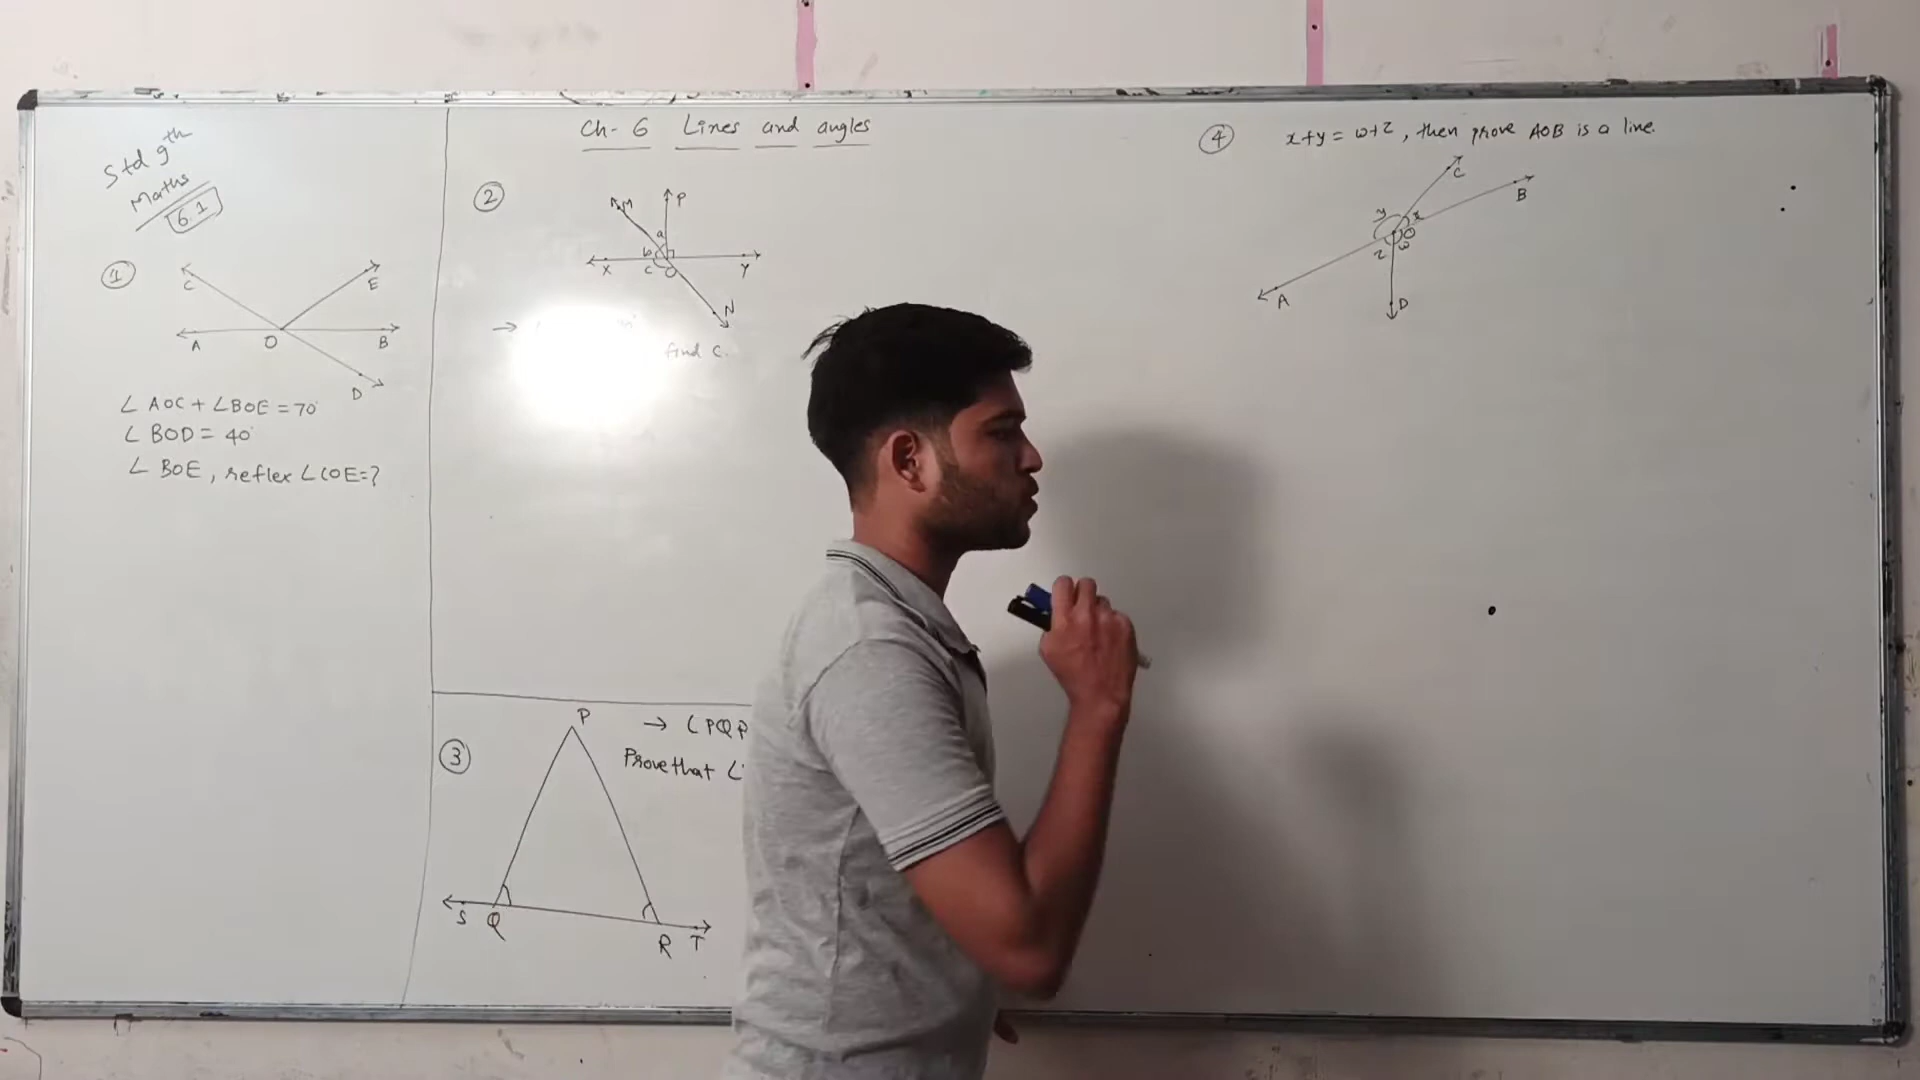 Std 9th
Maths
6.1
Ch- 6 Lines and angles
1
C
E
A
O
B
D
∠ AOC + ∠BOE = 70°
∠ BOD = 40°
∠ BOE, reflex ∠COE=?
2
M
P
a
b
X
c
O
Y
N
→
find c.
3
P
→ ∠PQR
Prove that ∠
S
Q
R
T
4
x+y = w+z, then prove AOB is a line.
C
B
y
x
O
w
z
A
D